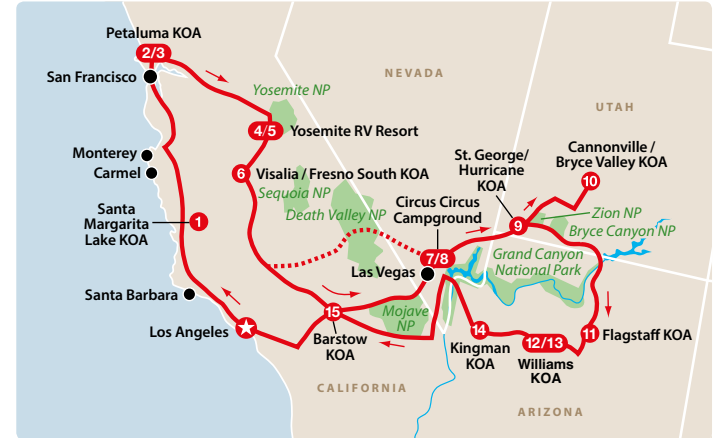 Petaluma KOA
2/3
San Francisco
NEVADA
Yosemite NP
UTAH
4/5
Yosemite RV Resort
Monterey
Carmel
6
Visalia / Fresno South KOA
Sequoia NP
Death Valley NP
St. George/
Hurricane
KOA
Cannonville /
Bryce Valley KOA
10
Circus Circus
Campground
Santa
Margarita
Lake KOA
1
9
Zion NP
Bryce Canyon NP
7/8
Las Vegas
Grand Canyon
National Park
Santa Barbara
Los Angeles
15
Barstow
KOA
Mojave
NP
14
Kingman
KOA
12/13
Williams
KOA
11
Flagstaff KOA
CALIFORNIA
ARIZONA